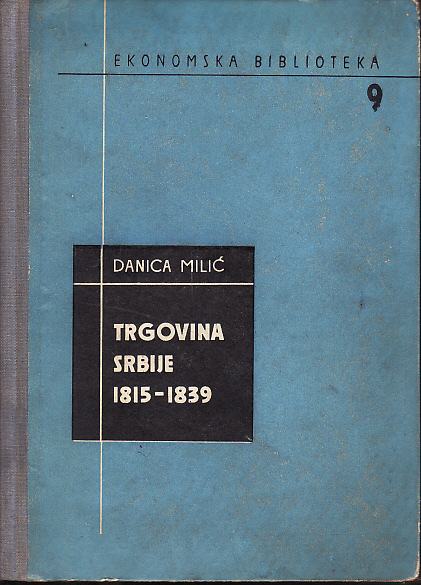 EKONOMSKA BIBLIOTEKA
9
DANICA MILIĆ
TRGOVINA
SRBIJE
1815-1839